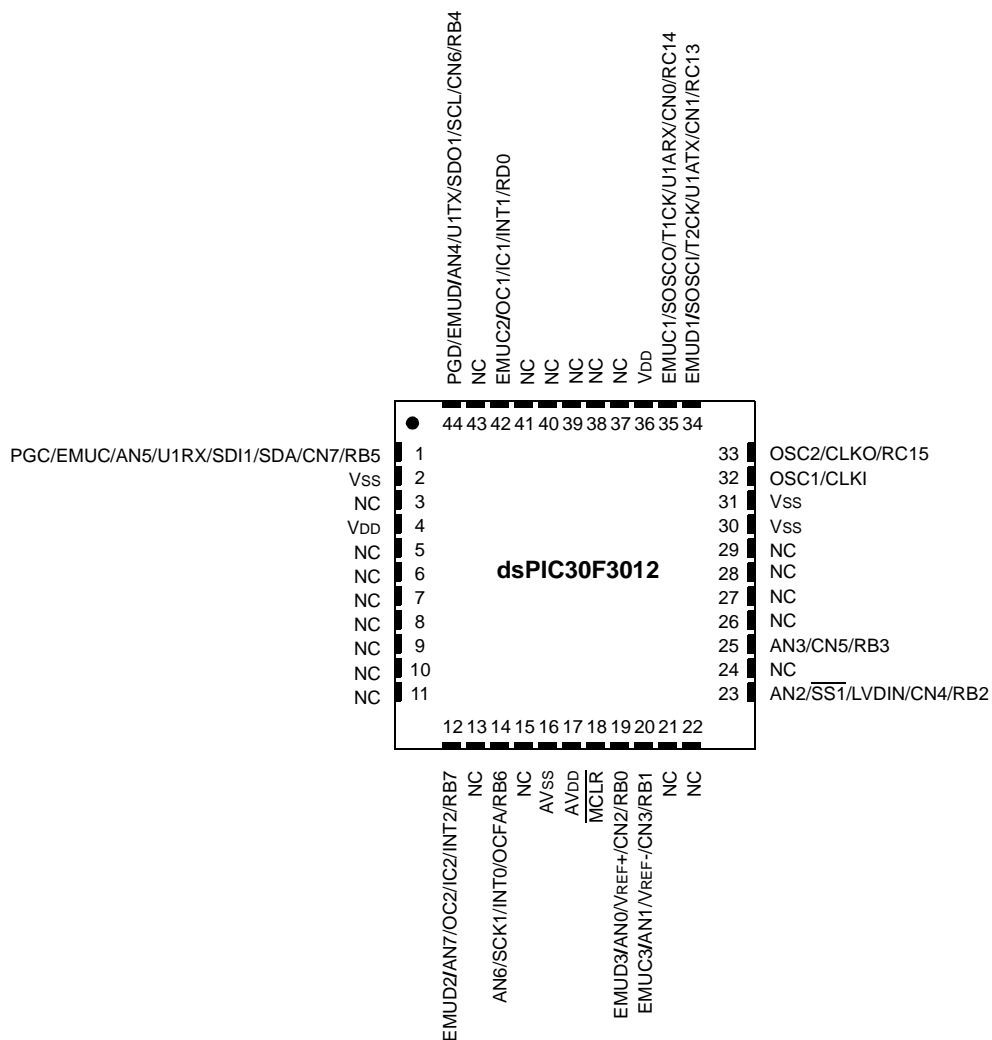 PGD/EMUD/AN4/U1TX/SDO1/SCL/CN6/RB4
NC
EMUC2/OC1/IC1/INT1/RD0
NC
NC
NC
NC
NC
VDD
EMUC1/SOSCO/T1CK/U1ARX/CN0/RC14
EMUD1/SOSCI/T2CK/U1ATX/CN1/RC13
44 43 42 41 40 39 38 37 36 35 34
PGC/EMUC/AN5/U1RX/SDI1/SDA/CN7/RB5 1
VSS 2
NC 3
VDD 4
NC 5
NC 6
NC 7
NC 8
NC 9
NC 10
NC 11
dsPIC30F3012
33 OSC2/CLKO/RC15
32 OSC1/CLKI
31 VSS
30 VSS
29 NC
28 NC
27 NC
26 NC
25 AN3/CN5/RB3
24 NC
23 AN2/SS1/LVDIN/CN4/RB2
12 13 14 15 16 17 18 19 20 21 22
EMUD2/AN7/OC2/IC2/INT2/RB7
NC
AN6/SCK1/INT0/OCFA/RB6
NC
AVSS
AVDD
MCLR
EMUD3/AN0/VREF+/CN2/RB0
EMUC3/AN1/VREF-/CN3/RB1
NC
NC